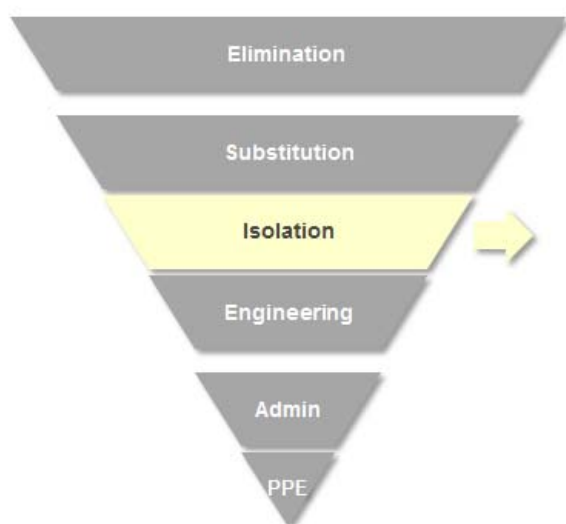 Elimination
Substitution
Isolation
Engineering
Admin
PPE